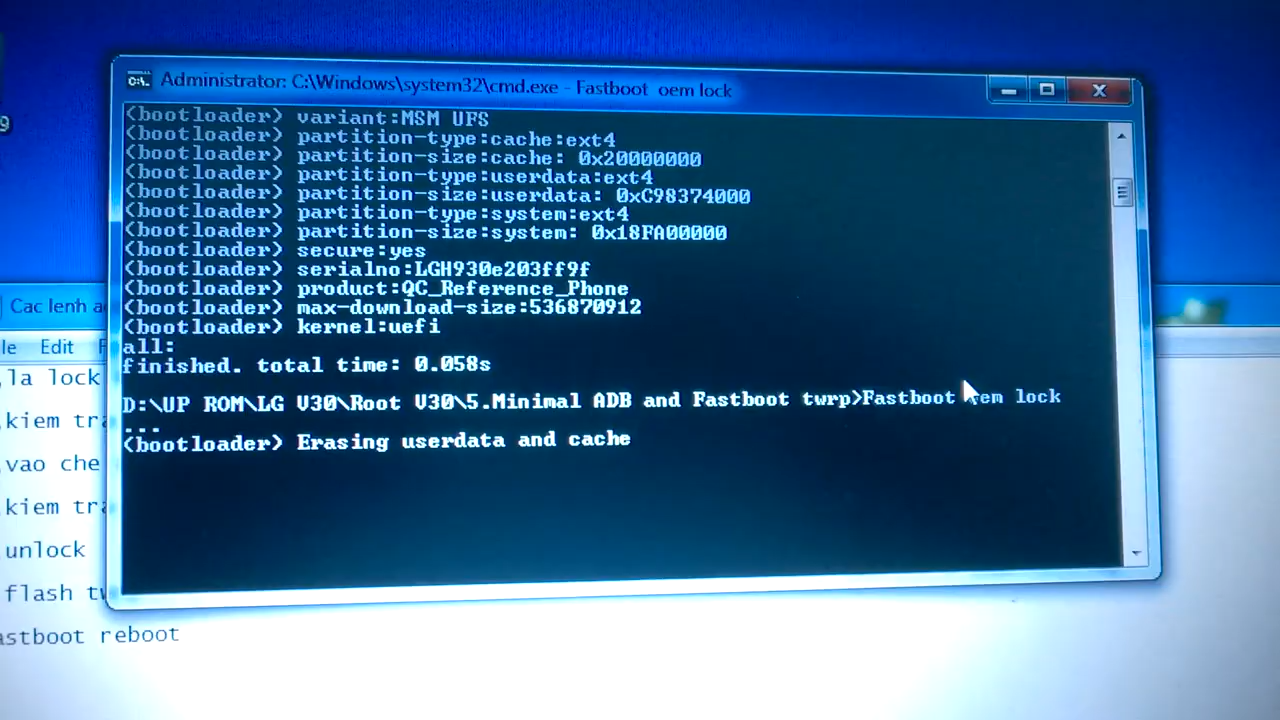 Administrator: C:\Windows\system32\cmd.exe - Fastboot oem lock
(bootloader) variant:MSM UFS
(bootloader) partition-type:cache:ext4
(bootloader) partition-size:cache: 0x20000000
(bootloader) partition-type:userdata:ext4
(bootloader) partition-size:userdata: 0xC98374000
(bootloader) partition-type:system:ext4
(bootloader) partition-size:system: 0x18FA00000
(bootloader) secure:yes
(bootloader) serialno:LGH930e203ff9f
(bootloader) product:QC_Reference_Phone
(bootloader) max-download-size:536870912
(bootloader) kernel:uefi
all:
finished. total time: 0.058s
D:\UP ROM\LG V30\Root V30\5.Minimal ADB and Fastboot twrp>Fastboot oem lock
...
(bootloader) Erasing userdata and cache
9
Cac lenh a
le Edit F
la lock
kiem tra
vao che
kiem tra
unlock
flash tw
astboot reboot